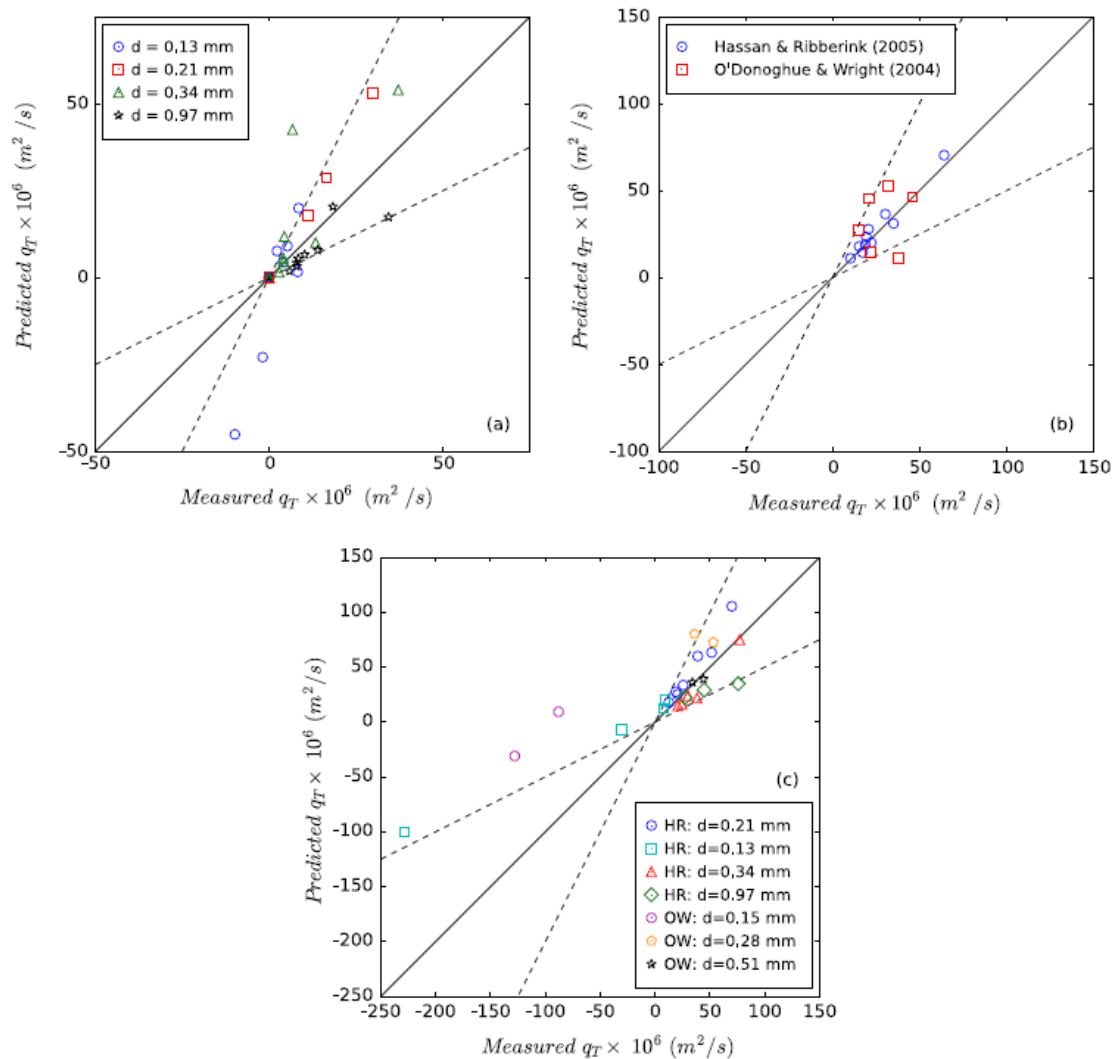 d = 0,13 mm
d = 0.21 mm
d = 0,34 mm
d = 0,97 mm
50
0
-50
Predicted q_T × 10^6 (m^2 /s)
(a)
-50
0
50
Measured q_T × 10^6 (m^2 /s)
Hassan & Ribberink (2005)
O'Donoghue & Wright (2004)
150
100
50
0
-50
-100
Predicted q_T × 10^6 (m^2 /s)
(b)
-100
-50
0
50
100
150
Measured q_T × 10^6 (m^2 /s)
150
100
50
0
-50
-100
-150
-200
-250
Predicted q_T × 10^6 (m^2/s)
(c)
HR: d=0.21 mm
HR: d=0,13 mm
HR: d=0,34 mm
HR: d=0.97 mm
OW: d=0,15 mm
OW: d=0,28 mm
OW: d=0.51 mm
-250
-200
-150
-100
-50
0
50
100
150
Measured q_T × 10^6 (m^2/s)